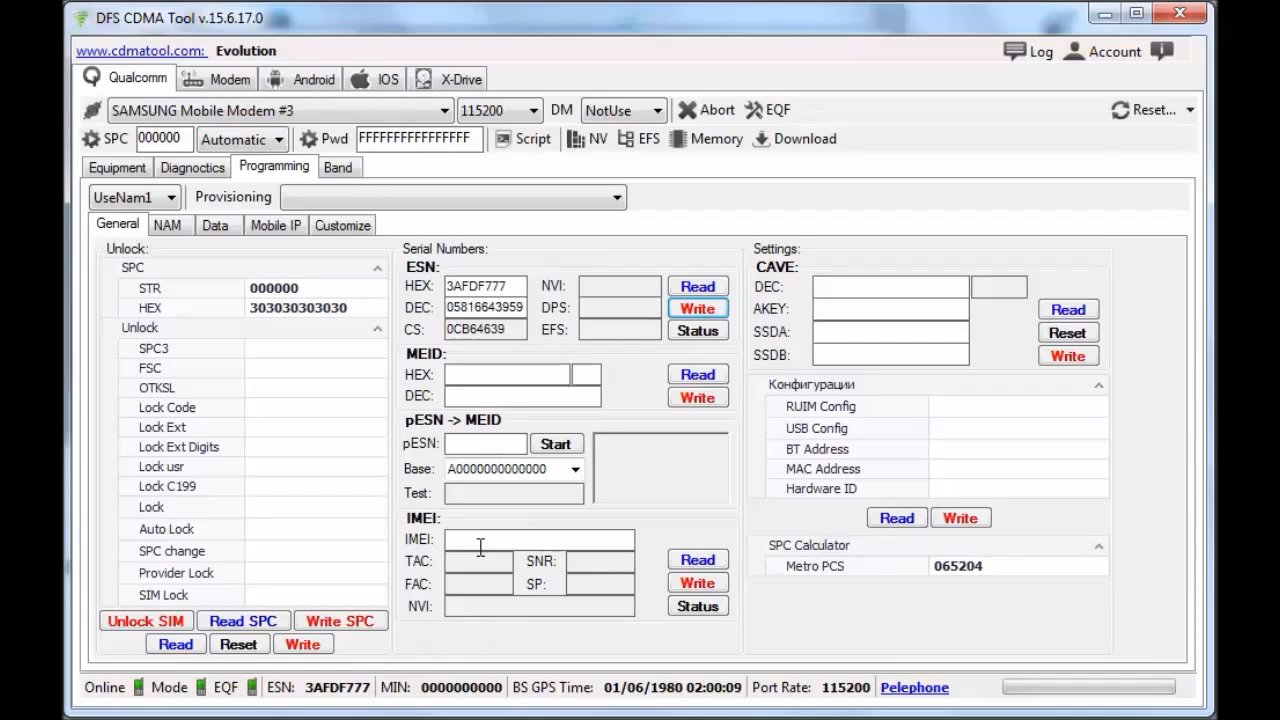 DFS CDMA Tool v.15.6.17.0
www.cdmatool.com: Evolution Log Account
Qualcomm Modem Android IOS X-Drive
SAMSUNG Mobile Modem #3 115200 DM NotUse Abort EQF Reset...
SPC 000000 Automatic Pwd FFFFFFFFFFFFFFFF Script NV EFS Memory Download
Equipment Diagnostics Programming Band
UseNam1 Provisioning
General NAM Data Mobile IP Customize
Unlock:
SPC
STR 000000
HEX 303030303030
Unlock
SPC3
FSC
OTKSL
Lock Code
Lock Ext
Lock Ext Digits
Lock usr
Lock C199
Lock
Auto Lock
SPC change
Provider Lock
SIM Lock
Unlock SIM Read SPC Write SPC
Read Reset Write
Serial Numbers:
ESN:
HEX: 3AFDF777 NVI: Read
DEC: 05816643959 DPS: Write
CS: 0CB64639 EFS: Status
MEID:
HEX: Read
DEC: Write
pESN -> MEID
pESN: Start
Base: A0000000000000
Test:
IMEI:
IMEI:
TAC: SNR: Read
FAC: SP: Write
NVI: Status
Settings:
CAVE:
DEC:
AKEY: Read
SSDA: Reset
SSDB: Write
Конфигурации
RUIM Config
USB Config
BT Address
MAC Address
Hardware ID
Read Write
SPC Calculator
Metro PCS 065204
Online Mode EQF ESN: 3AFDF777 MIN: 0000000000 BS GPS Time: 01/06/1980 02:00:09 Port Rate: 115200 Pelephone